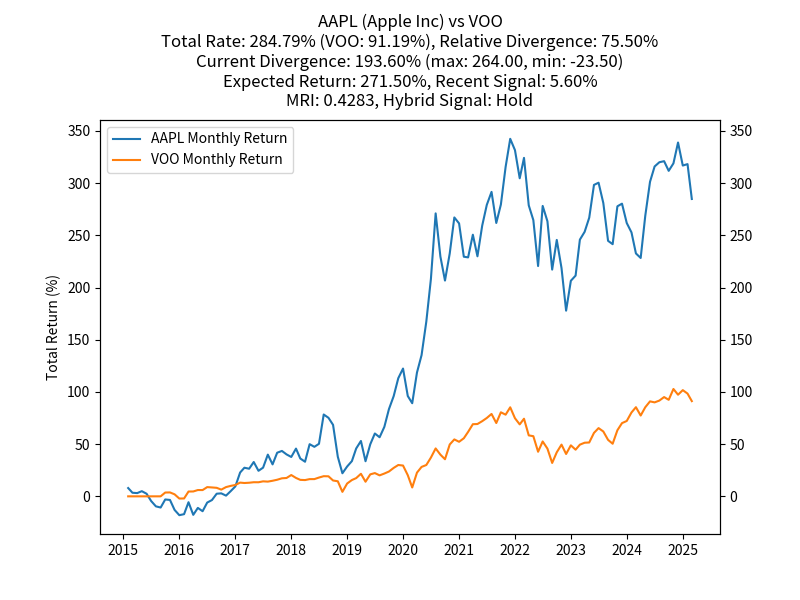 AAPL (Apple Inc) vs VOO
Total Rate: 284.79% (VOO: 91.19%), Relative Divergence: 75.50%
Current Divergence: 193.60% (max: 264.00, min: -23.50)
Expected Return: 271.50%, Recent Signal: 5.60%
MRI: 0.4283, Hybrid Signal: Hold
AAPL Monthly Return
VOO Monthly Return
Total Return (%)
350
300
250
200
150
100
50
0
350
300
250
200
150
100
50
0
2015 2016 2017 2018 2019 2020 2021 2022 2023 2024 2025